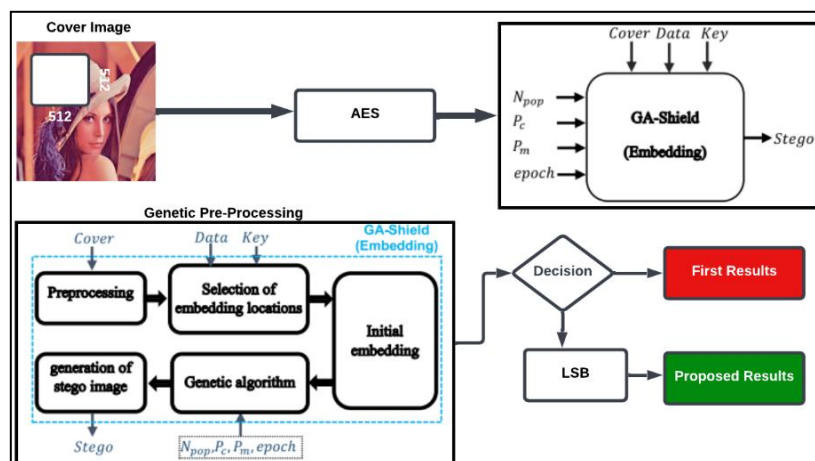 Cover Image
512
512
AES
Cover Data Key
N_pop
P_c
P_m
epoch
GA-Shield
(Embedding)
Stego
Genetic Pre-Processing
GA-Shield
(Embedding)
Cover
Data Key
Preprocessing
Selection of
embedding locations
Initial
embedding
generation of
stego image
Genetic algorithm
Stego
N_pop,P_c,P_m,epoch
Decision
First Results
LSB
Proposed Results